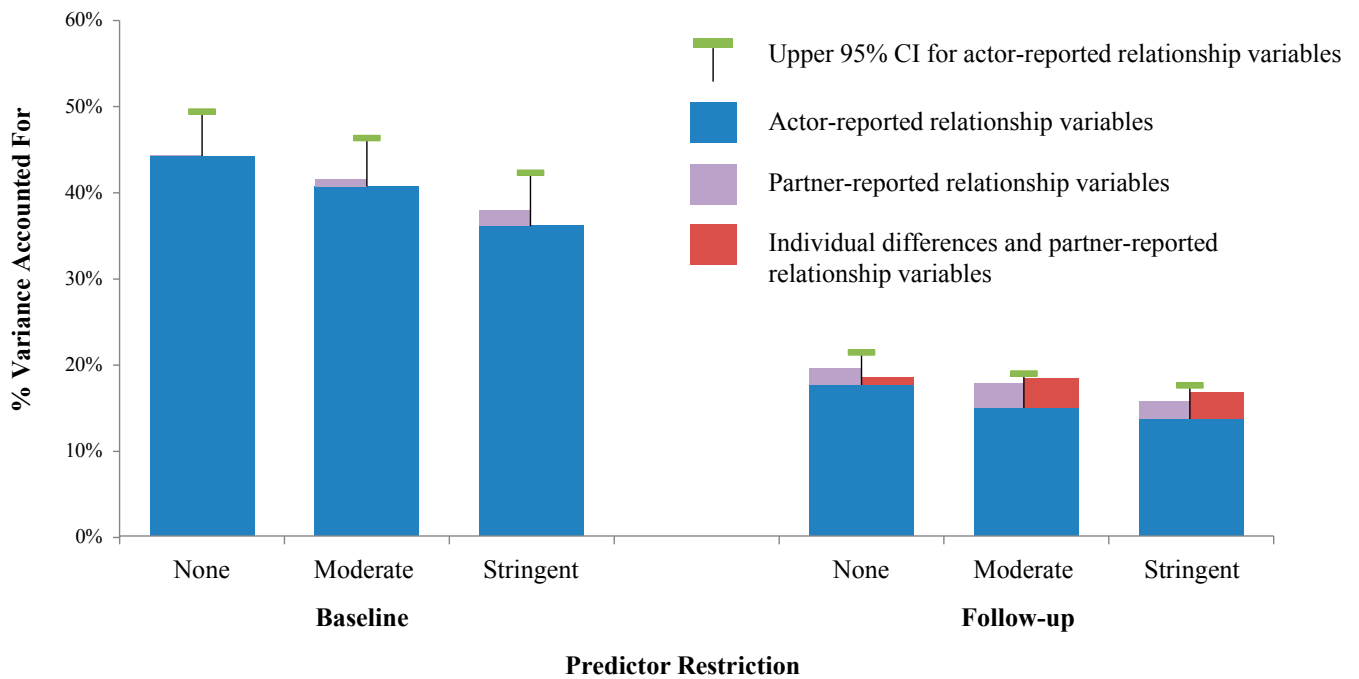 % Variance Accounted For
60%
50%
40%
30%
20%
10%
0%
Upper 95% CI for actor-reported relationship variables
Actor-reported relationship variables
Partner-reported relationship variables
Individual differences and partner-reported
relationship variables
None
Moderate
Stringent
None
Moderate
Stringent
Baseline
Follow-up
Predictor Restriction